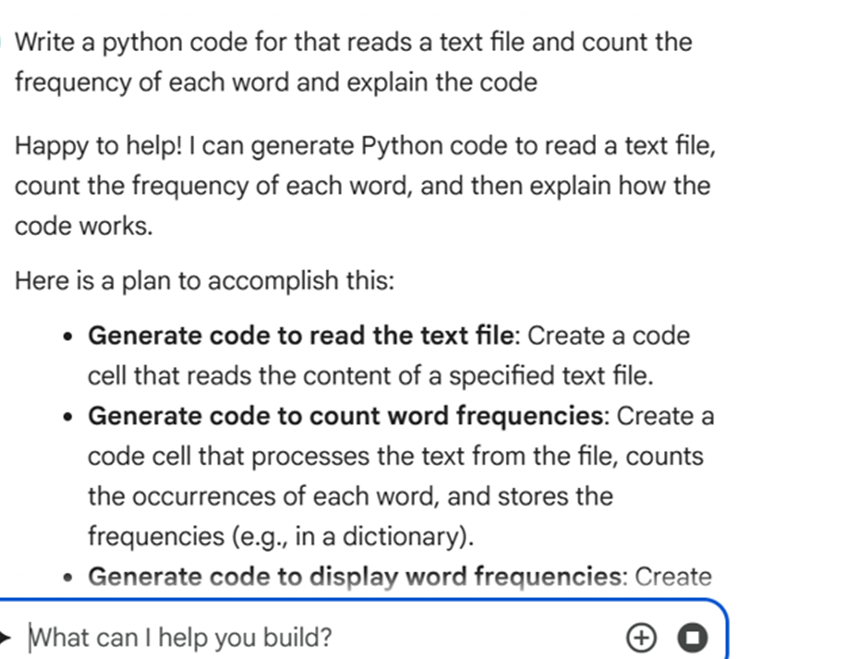 Write a python code for that reads a text file and count the
frequency of each word and explain the code
Happy to help! I can generate Python code to read a text file,
count the frequency of each word, and then explain how the
code works.
Here is a plan to accomplish this:
• Generate code to read the text file: Create a code
cell that reads the content of a specified text file.
• Generate code to count word frequencies: Create a
code cell that processes the text from the file, counts
the occurrences of each word, and stores the
frequencies (e.g., in a dictionary).
• Generate code to display word frequencies: Create
What can I help you build?